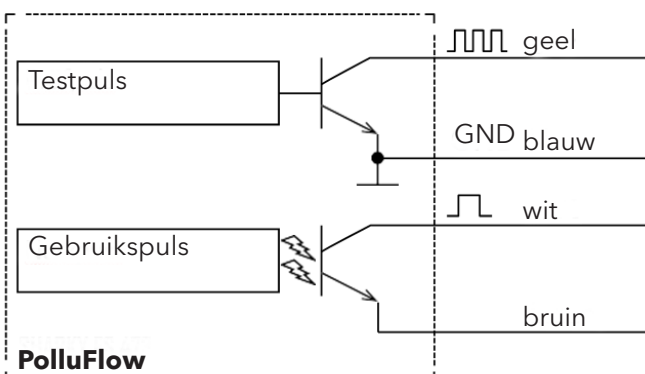 geel
Testpuls
GND blauw
wit
Gebruikspuls
bruin
PolluFlow